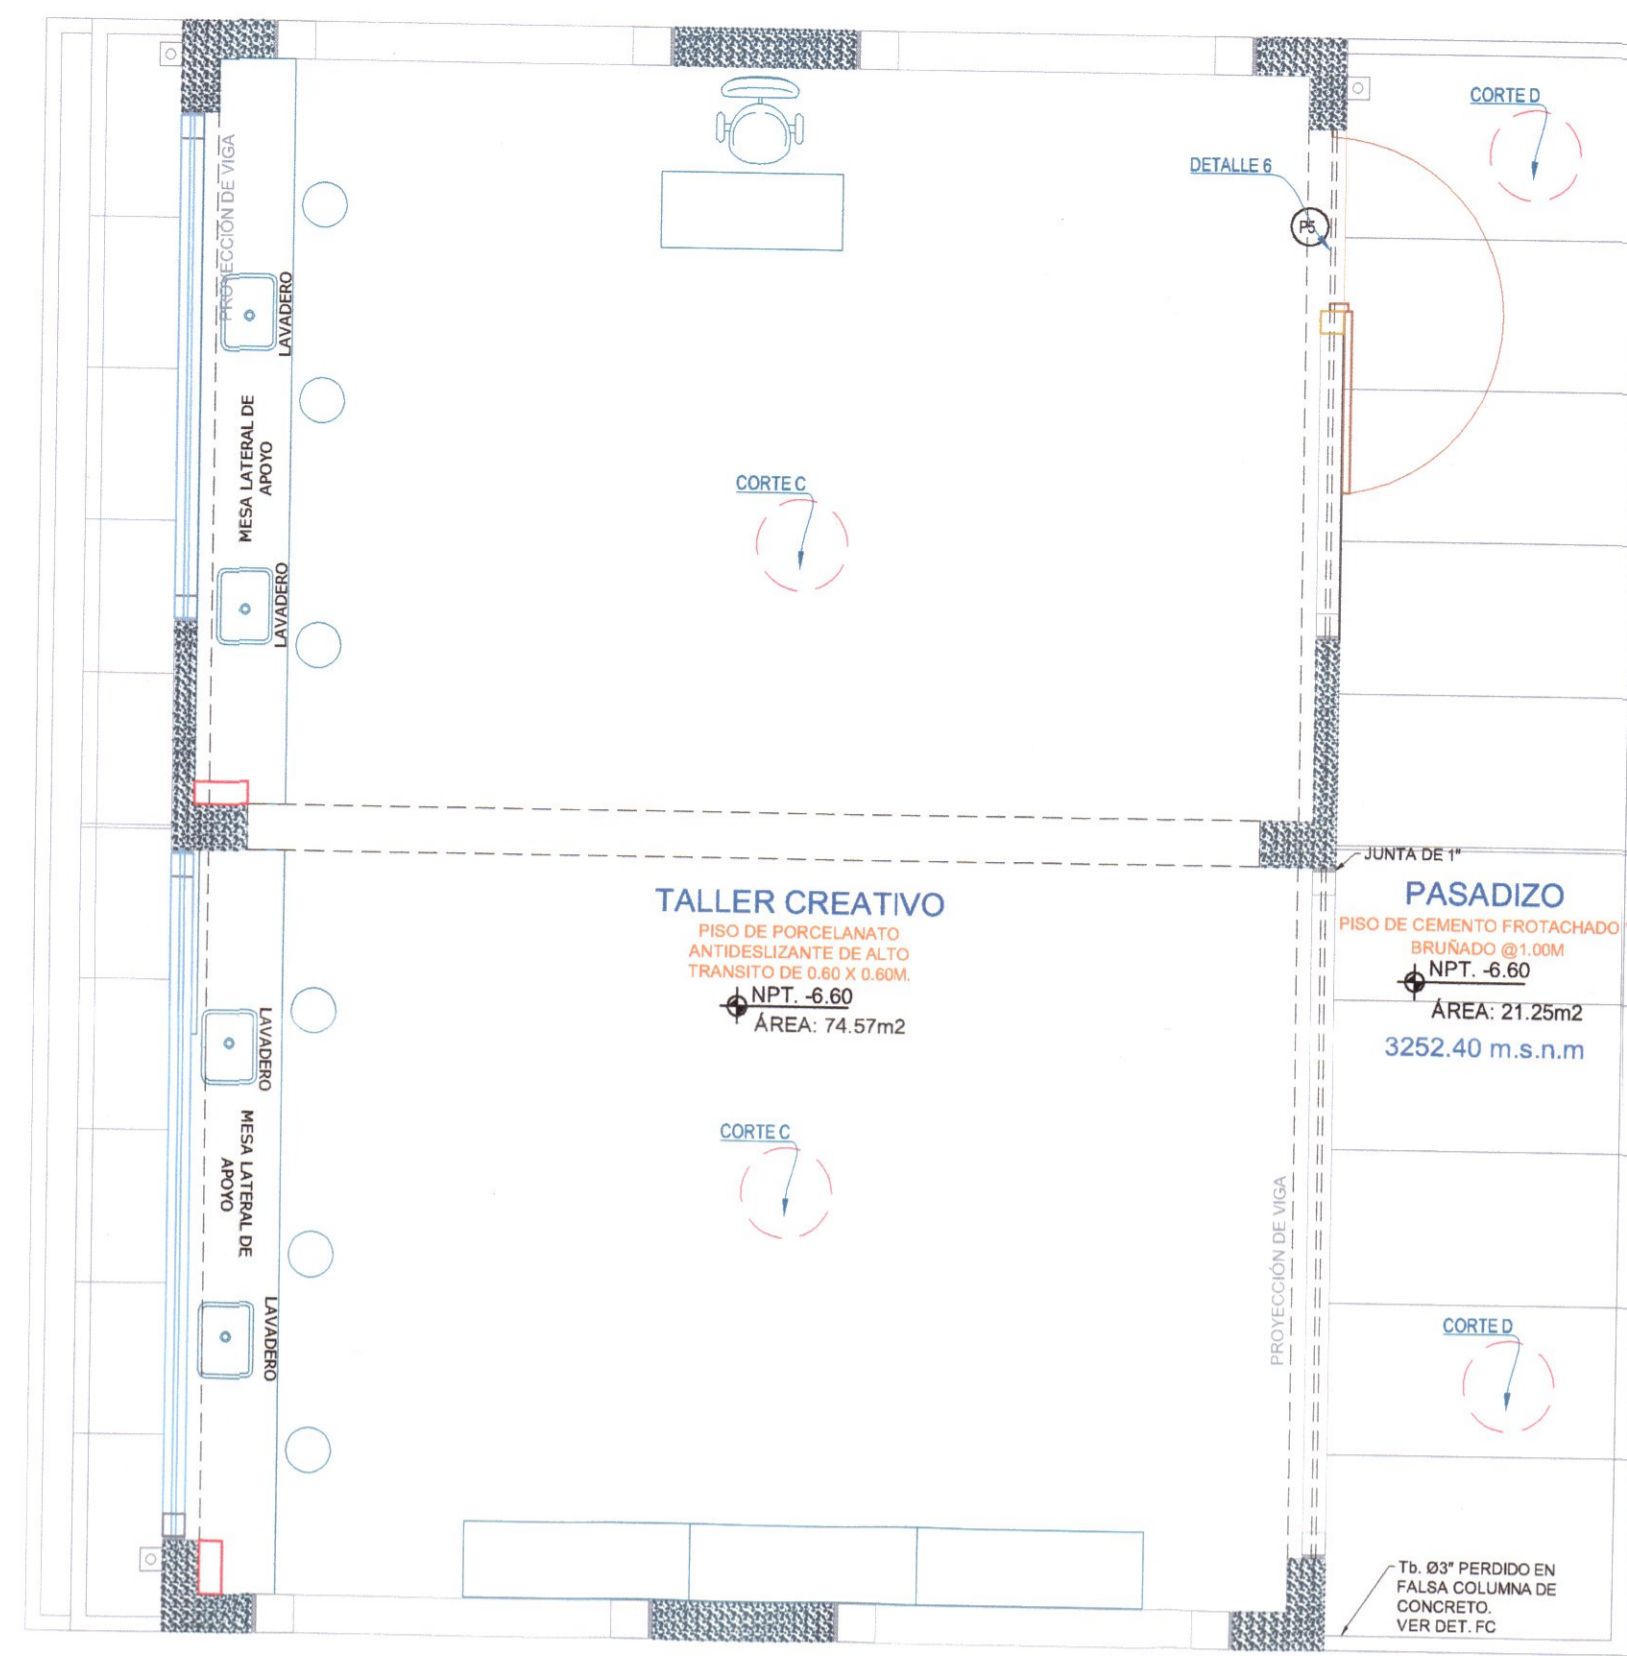 CORTE D
DETALLE 6
P5
PROYECCIÓN DE VIGA
LAVADERO
MESA LATERAL DE
APOYO
LAVADERO
CORTE C
JUNTA DE 1"
TALLER CREATIVO
PISO DE PORCELANATO
ANTIDESLIZANTE DE ALTO
TRANSITO DE 0.60 X 0.60M.
NPT. -6.60
ÁREA: 74.57m2
PASADIZO
PISO DE CEMENTO FROTACHADO
BRUÑADO @1.00M
NPT. -6.60
ÁREA: 21.25m2
3252.40 m.s.n.m
LAVADERO
MESA LATERAL DE
APOYO
LAVADERO
CORTE C
PROYECCIÓN DE VIGA
CORTE D
Tb. Ø3" PERDIDO EN
FALSA COLUMNA DE
CONCRETO.
VER DET. FC